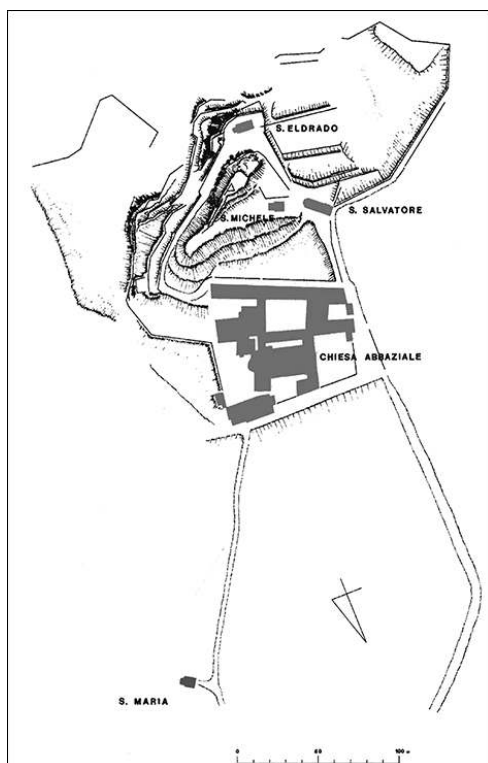 S. ELDRADO
S. MICHELE
S. SALVATORE
CHIESA ABBAZIALE
S. MARIA
0 50 100 m